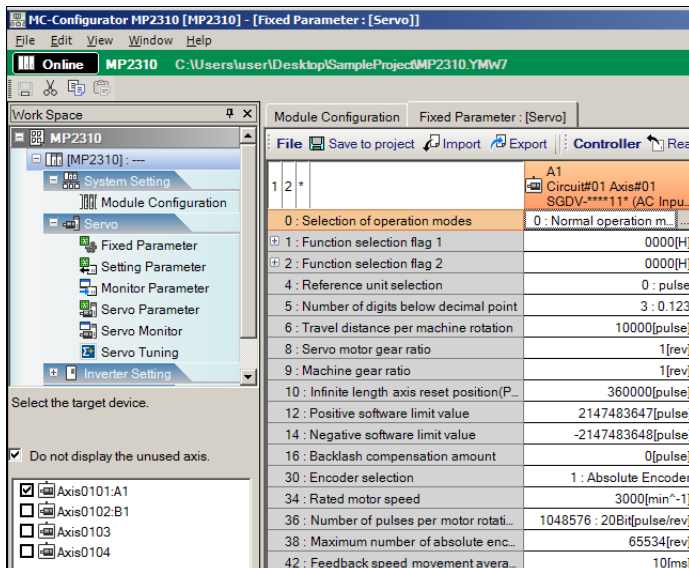 MC-Configurator MP2310 [MP2310] - [Fixed Parameter : [Servo]]
File Edit View Window Help
Online MP2310 C:\Users\user\Desktop\SampleProject\MP2310.YMW7
Work Space
MP2310
[MP2310] : ---
System Setting
Module Configuration
Servo
Fixed Parameter
Setting Parameter
Monitor Parameter
Servo Parameter
Servo Monitor
Servo Tuning
Inverter Setting
Select the target device.
Do not display the unused axis.
Axis0101:A1
Axis0102:B1
Axis0103
Axis0104
Module Configuration Fixed Parameter : [Servo]
File Save to project Import Export Controller Rea
1 2 *
A1
Circuit#01 Axis#01
SGDV-****11* (AC Inpu...
0 : Selection of operation modes 0 : Normal operation m... ...
1 : Function selection flag 1 0000[H]
2 : Function selection flag 2 0000[H]
4 : Reference unit selection 0 : pulse
5 : Number of digits below decimal point 3 : 0.123
6 : Travel distance per machine rotation 10000[pulse]
8 : Servo motor gear ratio 1[rev]
9 : Machine gear ratio 1[rev]
10 : Infinite length axis reset position(P... 360000[pulse]
12 : Positive software limit value 2147483647[pulse]
14 : Negative software limit value -2147483648[pulse]
16 : Backlash compensation amount 0[pulse]
30 : Encoder selection 1 : Absolute Encoder
34 : Rated motor speed 3000[min^-1]
36 : Number of pulses per motor rotati... 1048576 : 20Bit[pulse/rev]
38 : Maximum number of absolute enc... 65534[rev]
42 : Feedback speed movement avera... 10[ms]